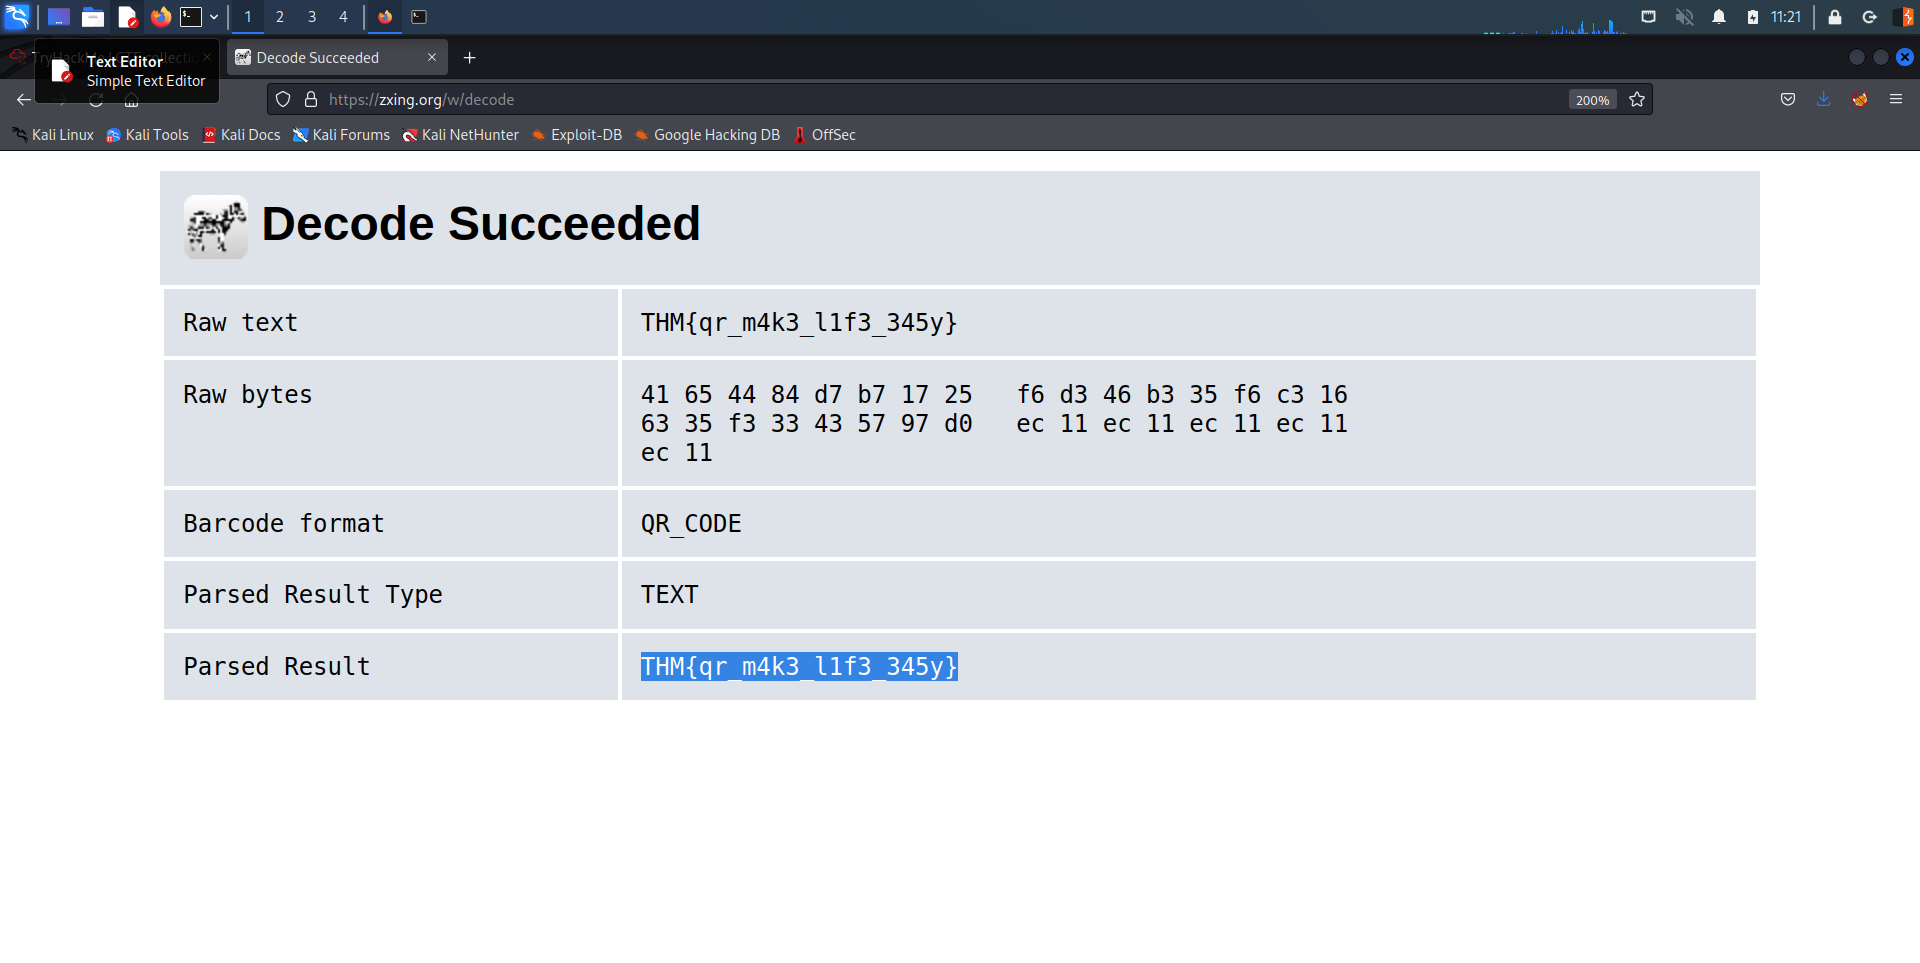 1 2 3 4 11:21
Decode Succeeded
Text Editor
Simple Text Editor
https://zxing.org/w/decode 200%
Kali Linux Kali Tools Kali Docs Kali Forums Kali NetHunter Exploit-DB Google Hacking DB OffSec
Decode Succeeded
Raw text THM{qr_m4k3_l1f3_345y}
Raw bytes 41 65 44 84 d7 b7 17 25 f6 d3 46 b3 35 f6 c3 16
63 35 f3 33 43 57 97 d0 ec 11 ec 11 ec 11 ec 11
ec 11
Barcode format QR_CODE
Parsed Result Type TEXT
Parsed Result THM{qr_m4k3_l1f3_345y}